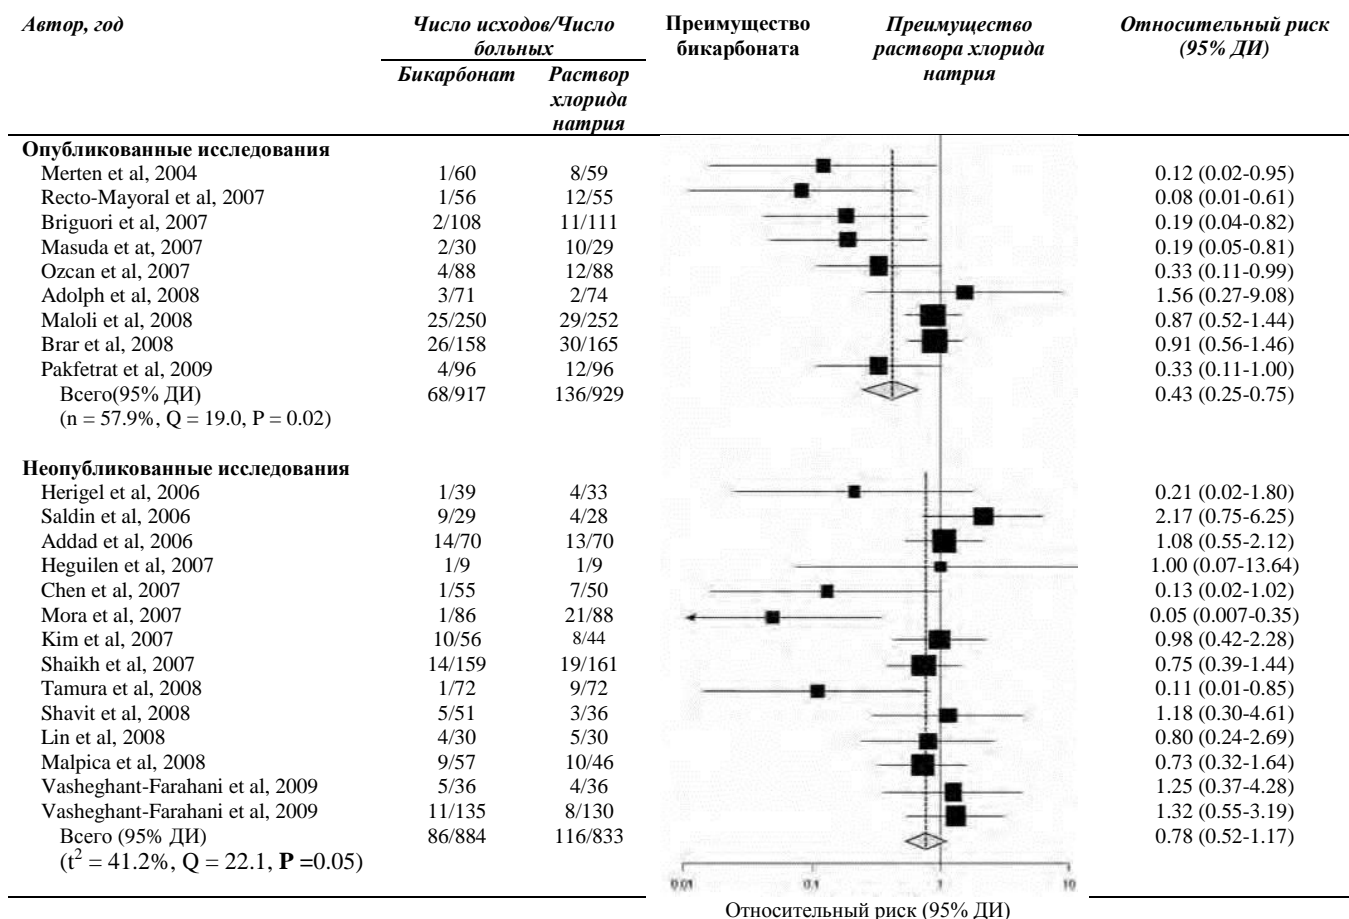 Автор, год Число исходов/Число больных Преимущество бикарбоната Преимущество раствора хлорида натрия Относительный риск (95% ДИ)
Бикарбонат Раствор хлорида натрия
Опубликованные исследования
Merten et al, 2004 1/60 8/59 0.12 (0.02-0.95)
Recto-Mayoral et al, 2007 1/56 12/55 0.08 (0.01-0.61)
Briguori et al, 2007 2/108 11/111 0.19 (0.04-0.82)
Masuda et at, 2007 2/30 10/29 0.19 (0.05-0.81)
Ozcan et al, 2007 4/88 12/88 0.33 (0.11-0.99)
Adolph et al, 2008 3/71 2/74 1.56 (0.27-9.08)
Maloli et al, 2008 25/250 29/252 0.87 (0.52-1.44)
Brar et al, 2008 26/158 30/165 0.91 (0.56-1.46)
Pakfetrat et al, 2009 4/96 12/96 0.33 (0.11-1.00)
Всего(95% ДИ) 68/917 136/929 0.43 (0.25-0.75)
(n = 57.9%, Q = 19.0, P = 0.02)
Неопубликованные исследования
Herigel et al, 2006 1/39 4/33 0.21 (0.02-1.80)
Saldin et al, 2006 9/29 4/28 2.17 (0.75-6.25)
Addad et al, 2006 14/70 13/70 1.08 (0.55-2.12)
Heguilen et al, 2007 1/9 1/9 1.00 (0.07-13.64)
Chen et al, 2007 1/55 7/50 0.13 (0.02-1.02)
Mora et al, 2007 1/86 21/88 0.05 (0.007-0.35)
Kim et al, 2007 10/56 8/44 0.98 (0.42-2.28)
Shaikh et al, 2007 14/159 19/161 0.75 (0.39-1.44)
Tamura et al, 2008 1/72 9/72 0.11 (0.01-0.85)
Shavit et al, 2008 5/51 3/36 1.18 (0.30-4.61)
Lin et al, 2008 4/30 5/30 0.80 (0.24-2.69)
Malpica et al, 2008 9/57 10/46 0.73 (0.32-1.64)
Vasheghant-Farahani et al, 2009 5/36 4/36 1.25 (0.37-4.28)
Vasheghant-Farahani et al, 2009 11/135 8/130 1.32 (0.55-3.19)
Всего (95% ДИ) 86/884 116/833 0.78 (0.52-1.17)
(t² = 41.2%, Q = 22.1, P =0.05)
0.01 0.1 1 10
Относительный риск (95% ДИ)